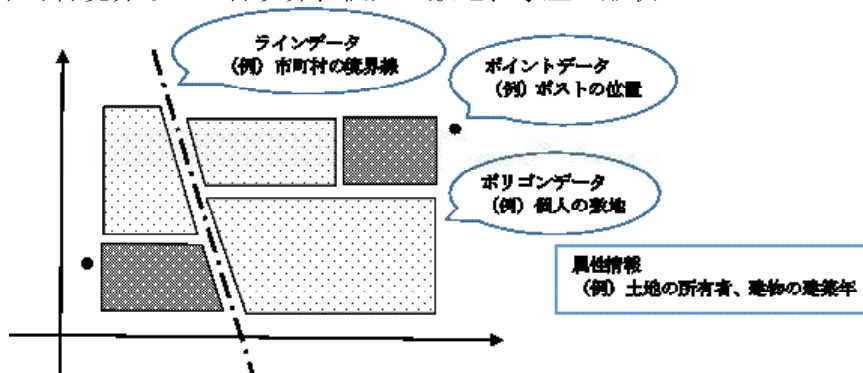 ラインデータ
（例）市町村の境界線
ポイントデータ
（例）ポストの位置
ポリゴンデータ
（例）個人の敷地
属性情報
（例）土地の所有者、建物の建築年